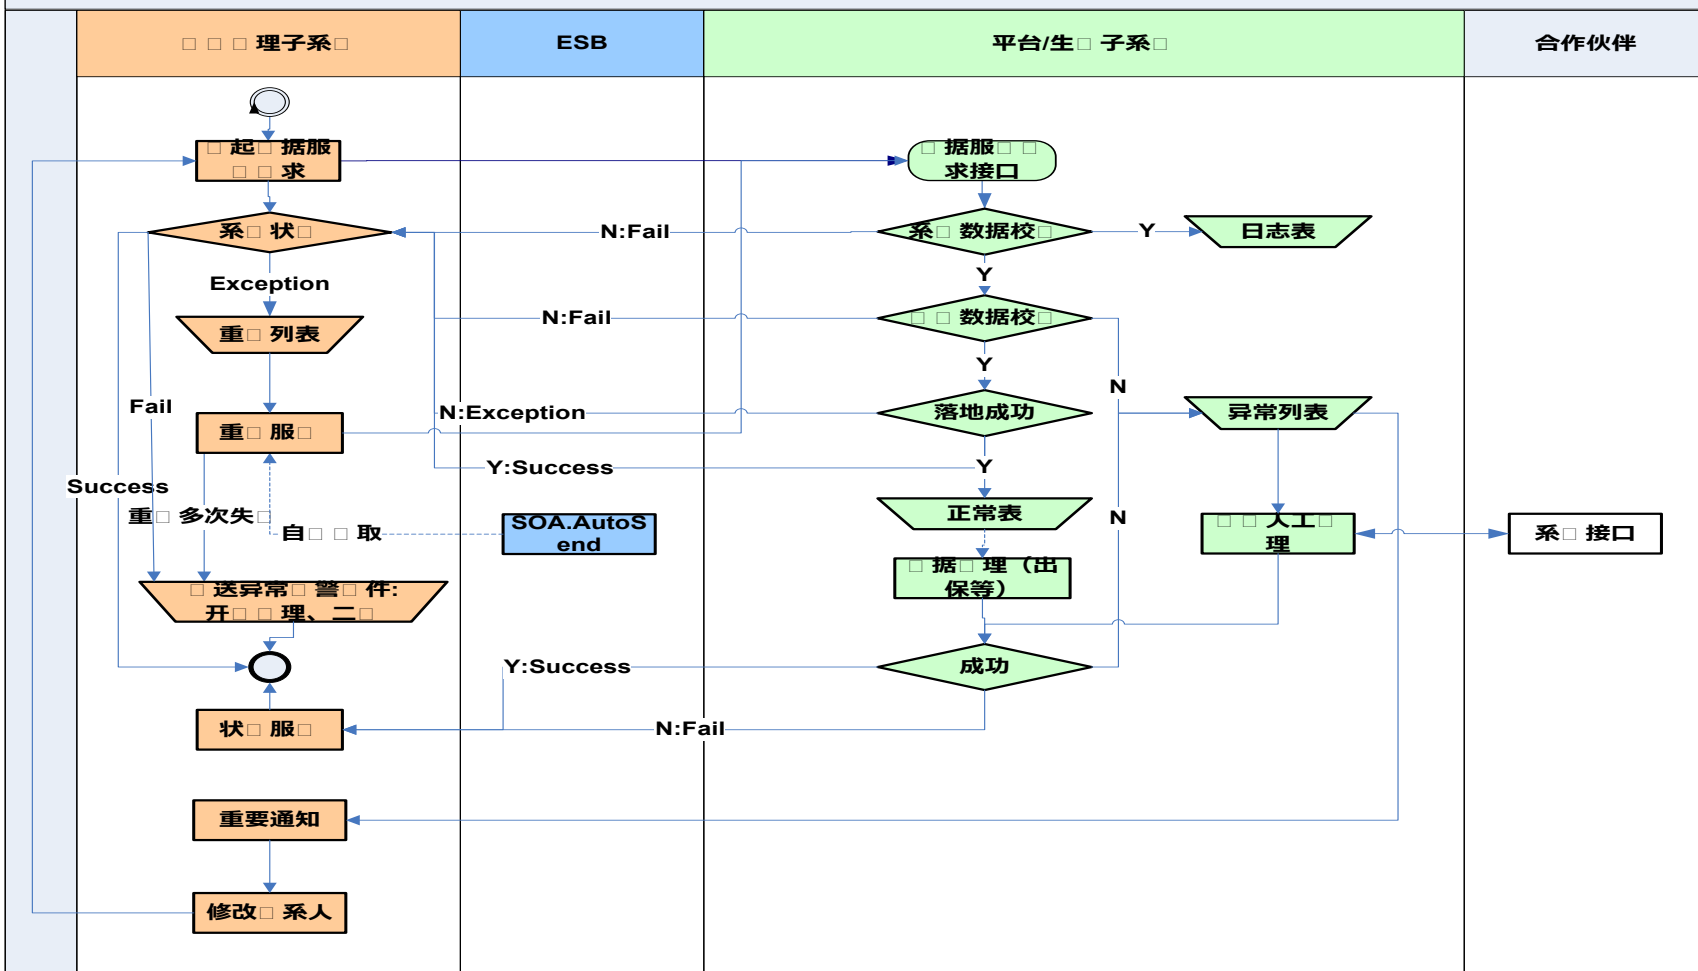 □ □ □ 理子系□
ESB
平台/生□ 子系□
合作伙伴
□ 起□ 据服
□ □ □ 求
□ 据服□ □
求接口
系□ 状□
N:Fail
系□ 数据校□
Y
日志表
Exception
Y
重□ 列表
N:Fail
□ □ 数据校□
Y
N
Fail
N:Exception
落地成功
异常列表
重□ 服□
Y:Success
Y
Success
重□ 多次失□
自□ □ 取
SOA.AutoS
end
正常表
N
□ □ 人工□
理
系□ 接口
□ 据□ 理（出
保等）
□ 送异常□ 警□ 件:
开□ □ 理、二□
Y:Success
成功
状□ 服□
N:Fail
重要通知
修改□ 系人